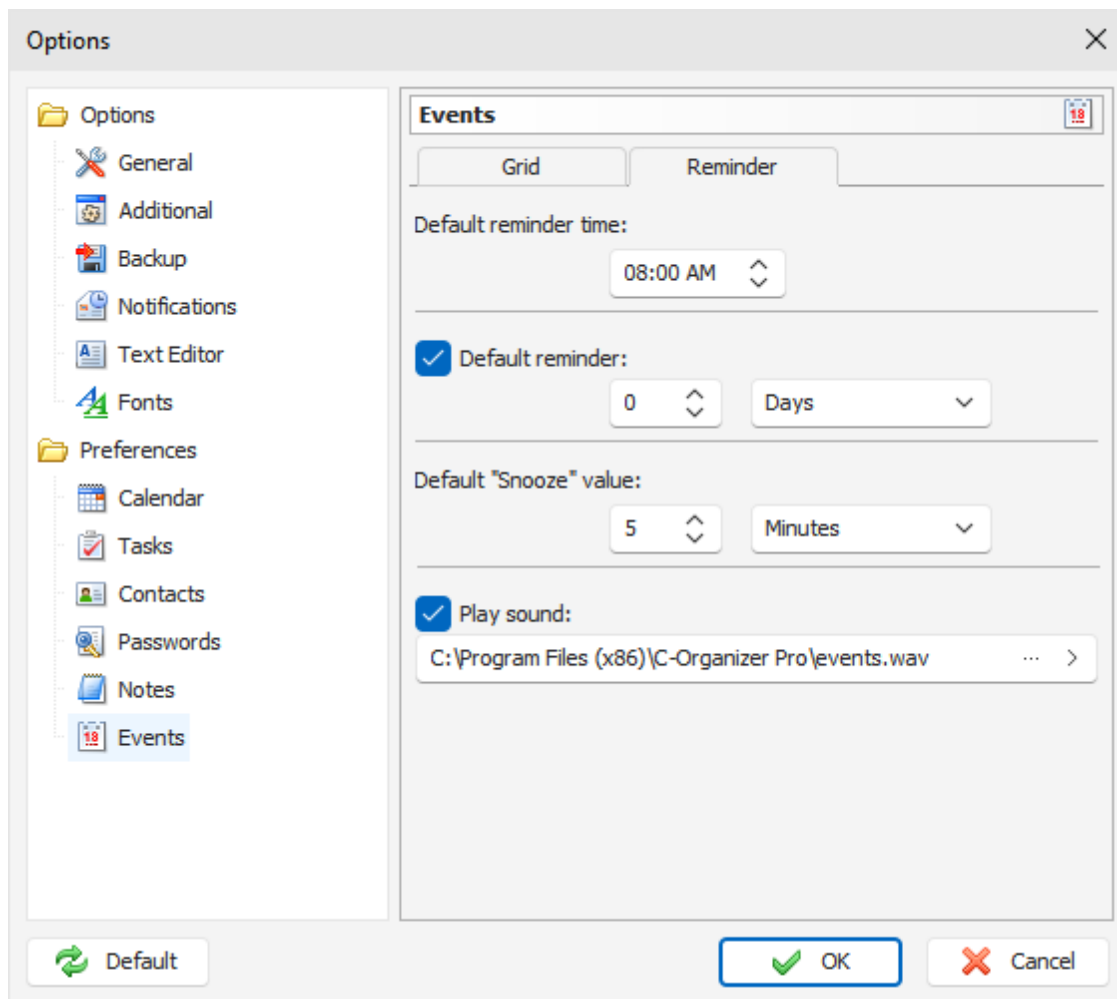 Options
Options
General
Additional
Backup
Notifications
Text Editor
Fonts
Preferences
Calendar
Tasks
Contacts
Passwords
Notes
Events
Events
18
Grid
Reminder
Default reminder time:
08:00 AM
Default reminder:
0
Days
Default "Snooze" value:
5
Minutes
Play sound:
C:\Program Files (x86)\C-Organizer Pro\events.wav ...
Default
OK
Cancel